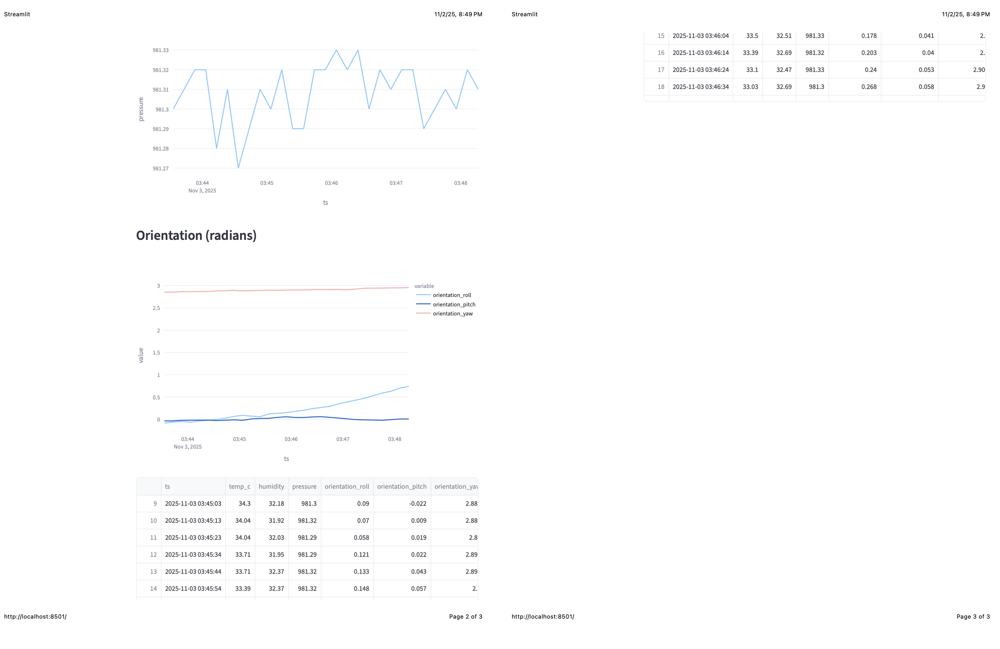 Streamlit 11/2/25, 8:49 PM
981.33
981.32
981.31
981.3
981.29
981.28
981.27
pressure
03:44 03:45 03:46 03:47 03:48
Nov 3, 2025
ts
Orientation (radians)
3
2.5
2
1.5
1
0.5
0
value
variable
orientation_roll
orientation_pitch
orientation_yaw
03:44 03:45 03:46 03:47 03:48
Nov 3, 2025
ts
ts temp_c humidity pressure orientation_roll orientation_pitch orientation_yaw
9 2025-11-03 03:45:03 34.3 32.18 981.3 0.09 -0.022 2.88
10 2025-11-03 03:45:13 34.04 31.92 981.32 0.07 0.009 2.88
11 2025-11-03 03:45:23 34.04 32.03 981.29 0.058 0.019 2.8
12 2025-11-03 03:45:34 33.71 31.95 981.29 0.121 0.022 2.89
13 2025-11-03 03:45:44 33.71 32.37 981.32 0.133 0.043 2.89
14 2025-11-03 03:45:54 33.39 32.37 981.32 0.148 0.057 2.
http://localhost:8501/ Page 2 of 3
Streamlit 11/2/25, 8:49 PM
15 2025-11-03 03:46:04 33.5 32.51 981.33 0.178 0.041 2.
16 2025-11-03 03:46:14 33.39 32.69 981.32 0.203 0.04 2.
17 2025-11-03 03:46:24 33.1 32.47 981.33 0.24 0.053 2.90
18 2025-11-03 03:46:34 33.03 32.69 981.3 0.268 0.058 2.9
http://localhost:8501/ Page 3 of 3